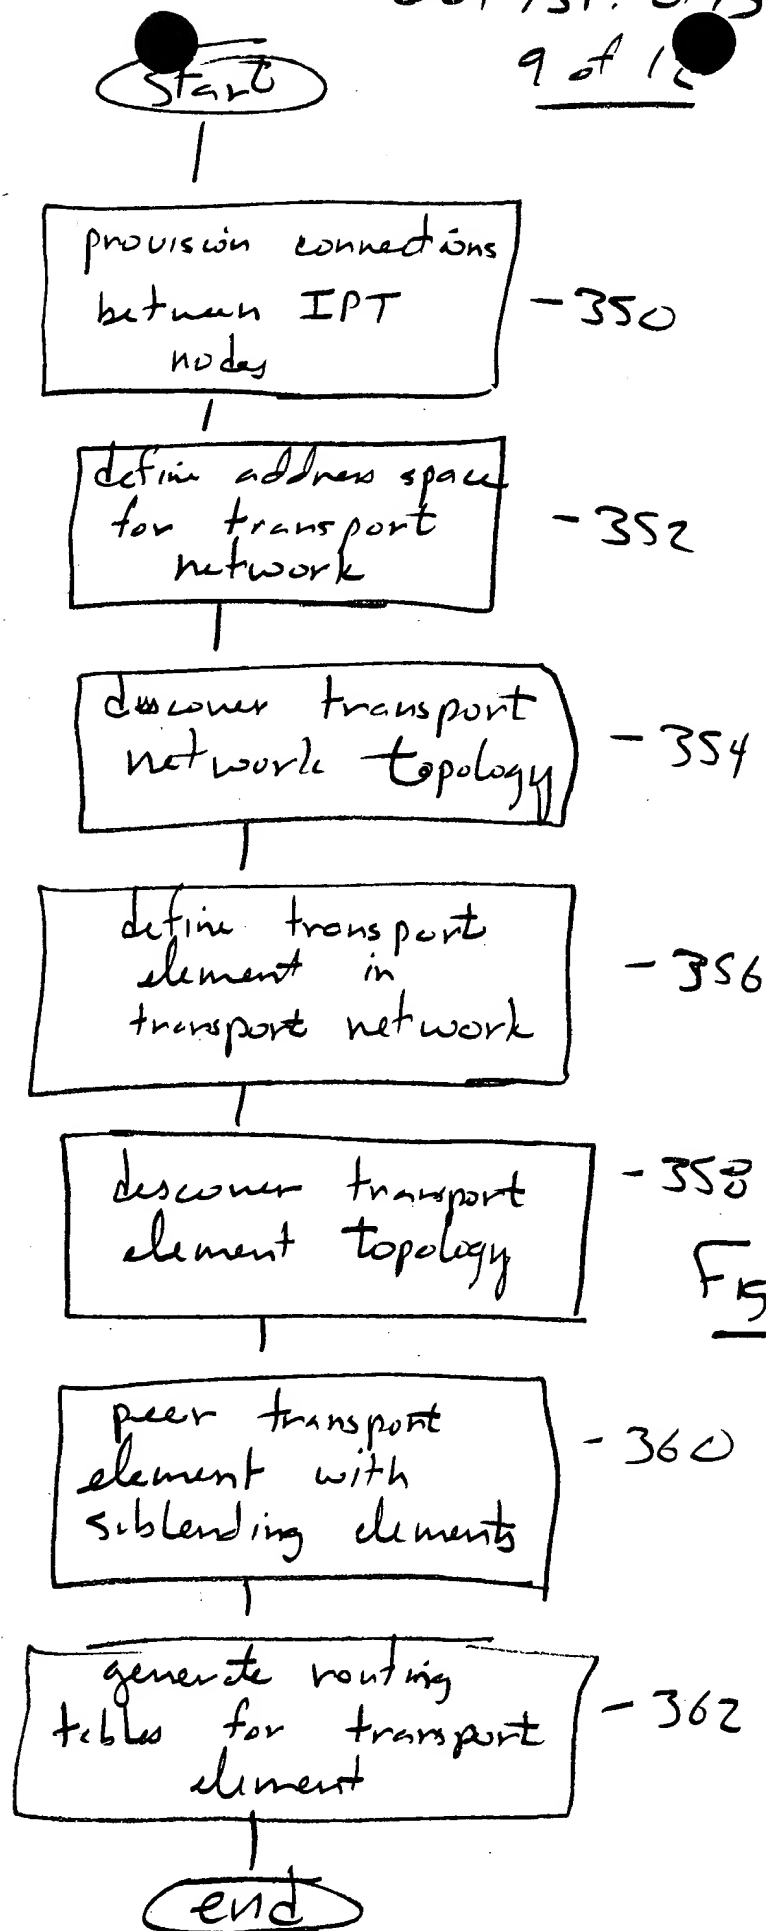 9 of 1
start
provision connections
between IPT
nodes
- 350
define address space
for transport
network
- 352
discover transport
network topology
- 354
define transport
element in
transport network
- 356
discover transport
element topology
- 358
Fig
peer transport
element with
elements
- 360
generate routing
tables for transport
element
- 362
end